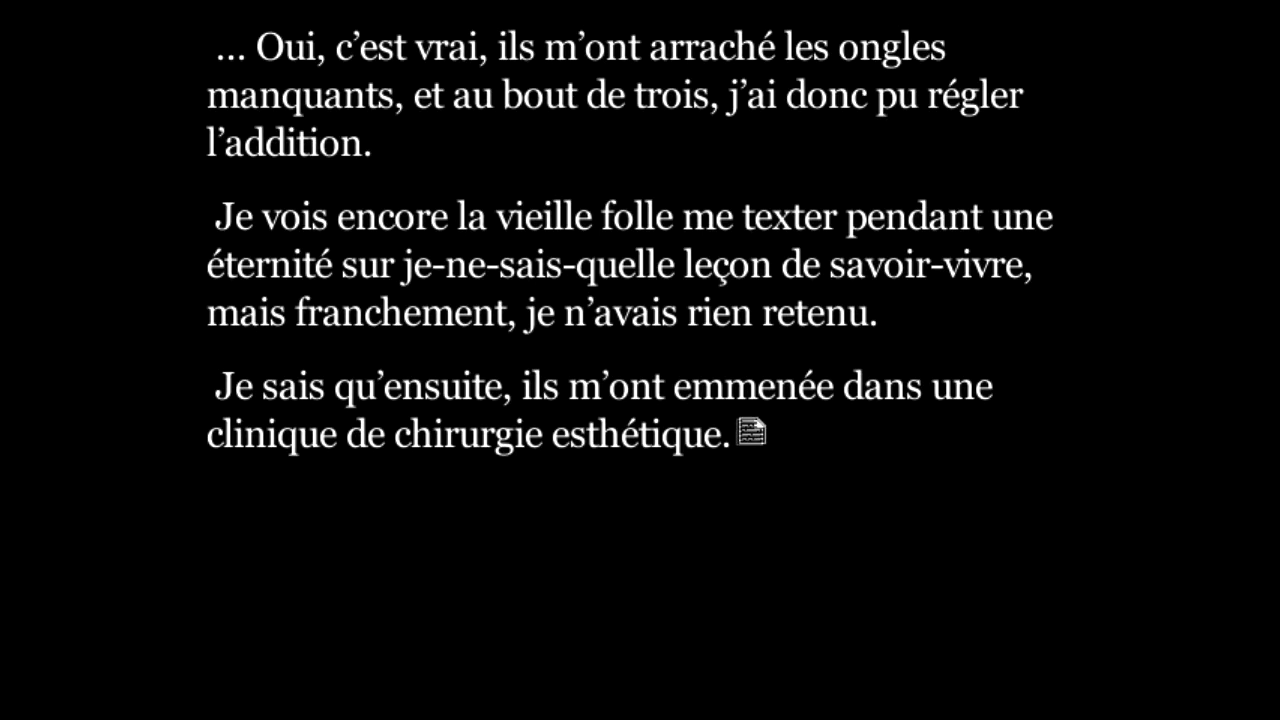 ... Oui, c’est vrai, ils m’ont arraché les ongles
manquants, et au bout de trois, j’ai donc pu régler
l’addition.
Je vois encore la vieille folle me texter pendant une
éternité sur je-ne-sais-quelle leçon de savoir-vivre,
mais franchement, je n’avais rien retenu.
Je sais qu’ensuite, ils m’ont emmenée dans une
clinique de chirurgie esthétique.